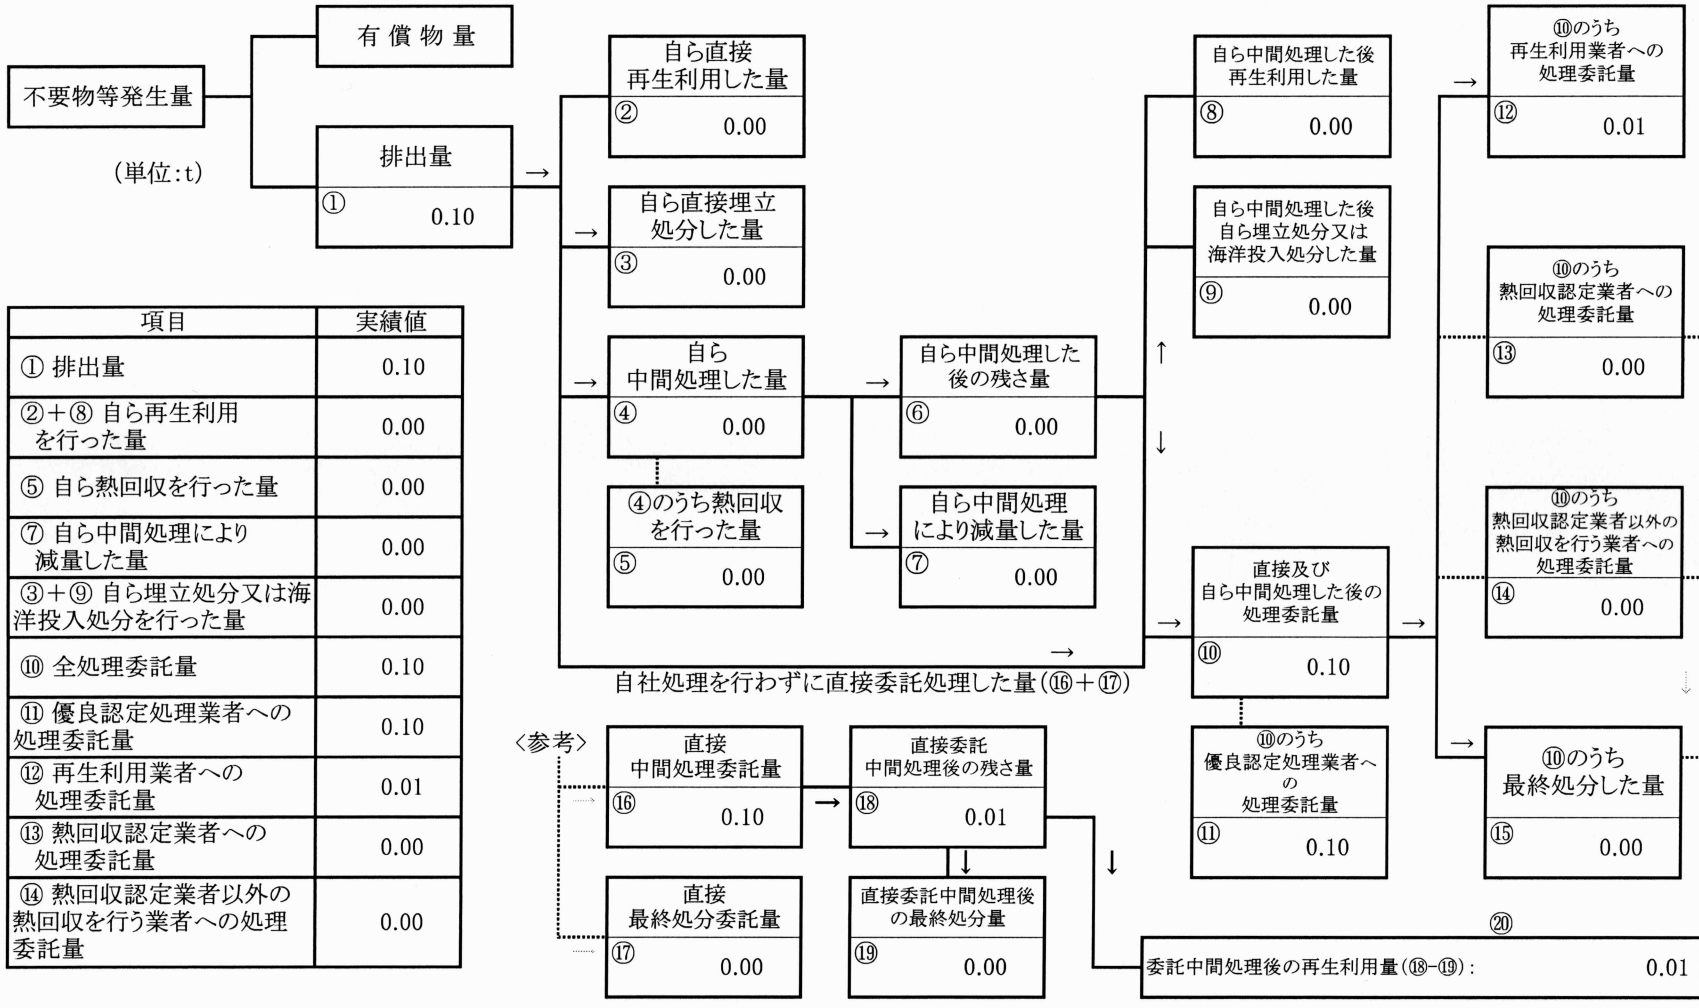 不要物等発生量
(単位:t)
有償物量
排出量
① 0.10
→
自ら直接
再生利用した量
② 0.00
→
自ら直接埋立
処分した量
③ 0.00
→
自ら
中間処理した量
④ 0.00
④のうち熱回収
を行った量
⑤ 0.00
→
自ら中間処理した
後の残さ量
⑥ 0.00
→
自ら中間処理
により減量した量
⑦ 0.00
自ら中間処理した後
再生利用した量
⑧ 0.00
自ら中間処理した後
自ら埋立処分又は
海洋投入処分した量
⑨ 0.00
↑
↓
→
直接及び
自ら中間処理した後の
処理委託量
⑩ 0.10
→
⑩のうち
優良認定処理業者へ
の
処理委託量
⑪ 0.10
→
⑩のうち
再生利用業者への
処理委託量
⑫ 0.01
⑩のうち
熱回収認定業者への
処理委託量
⑬ 0.00
⑩のうち
熱回収認定業者以外の
熱回収を行う業者への
処理委託量
⑭ 0.00
↓
→
⑩のうち
最終処分した量
⑮ 0.00
→
自社処理を行わずに直接委託処理した量(⑯+⑰)
<参考>
→
直接
中間処理委託量
⑯ 0.10
→
直接
最終処分委託量
⑰ 0.00
→
直接委託
中間処理後の残さ量
⑱ 0.01
↓
直接委託中間処理後
の最終処分量
⑲ 0.00
↓
⑳
委託中間処理後の再生利用量(⑱-⑲): 0.01
項目 実績値
① 排出量 0.10
②+⑧ 自ら再生利用
を行った量 0.00
⑤ 自ら熱回収を行った量 0.00
⑦ 自ら中間処理により
減量した量 0.00
③+⑨ 自ら埋立処分又は海
洋投入処分を行った量 0.00
⑩ 全処理委託量 0.10
⑪ 優良認定処理業者への
処理委託量 0.10
⑫ 再生利用業者への
処理委託量 0.01
⑬ 熱回収認定業者への
処理委託量 0.00
⑭ 熱回収認定業者以外の
熱回収を行う業者への処理
委託量 0.00